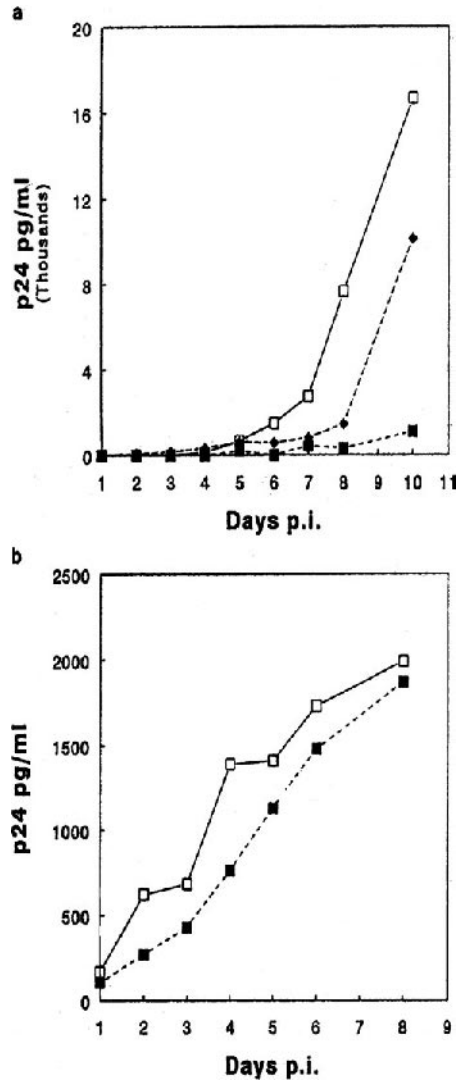 a
20
16
12
8
4
0
p24 pg/ml
(Thousands)
1 2 3 4 5 6 7 8 9 10 11
Days p.i.
b
2500
2000
1500
1000
500
0
p24 pg/ml
1 2 3 4 5 6 7 8 9
Days p.i.